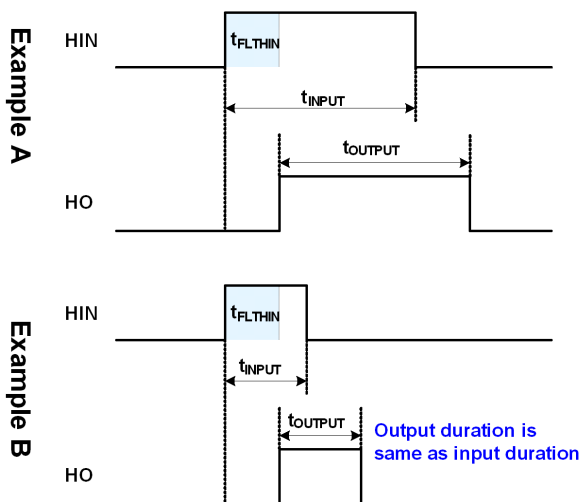 Example A
HIN
tFLTHIN
tINPUT
tOUTPUT
HO
Example B
HIN
tFLTHIN
tINPUT
tOUTPUT
Output duration is
same as input duration
HO